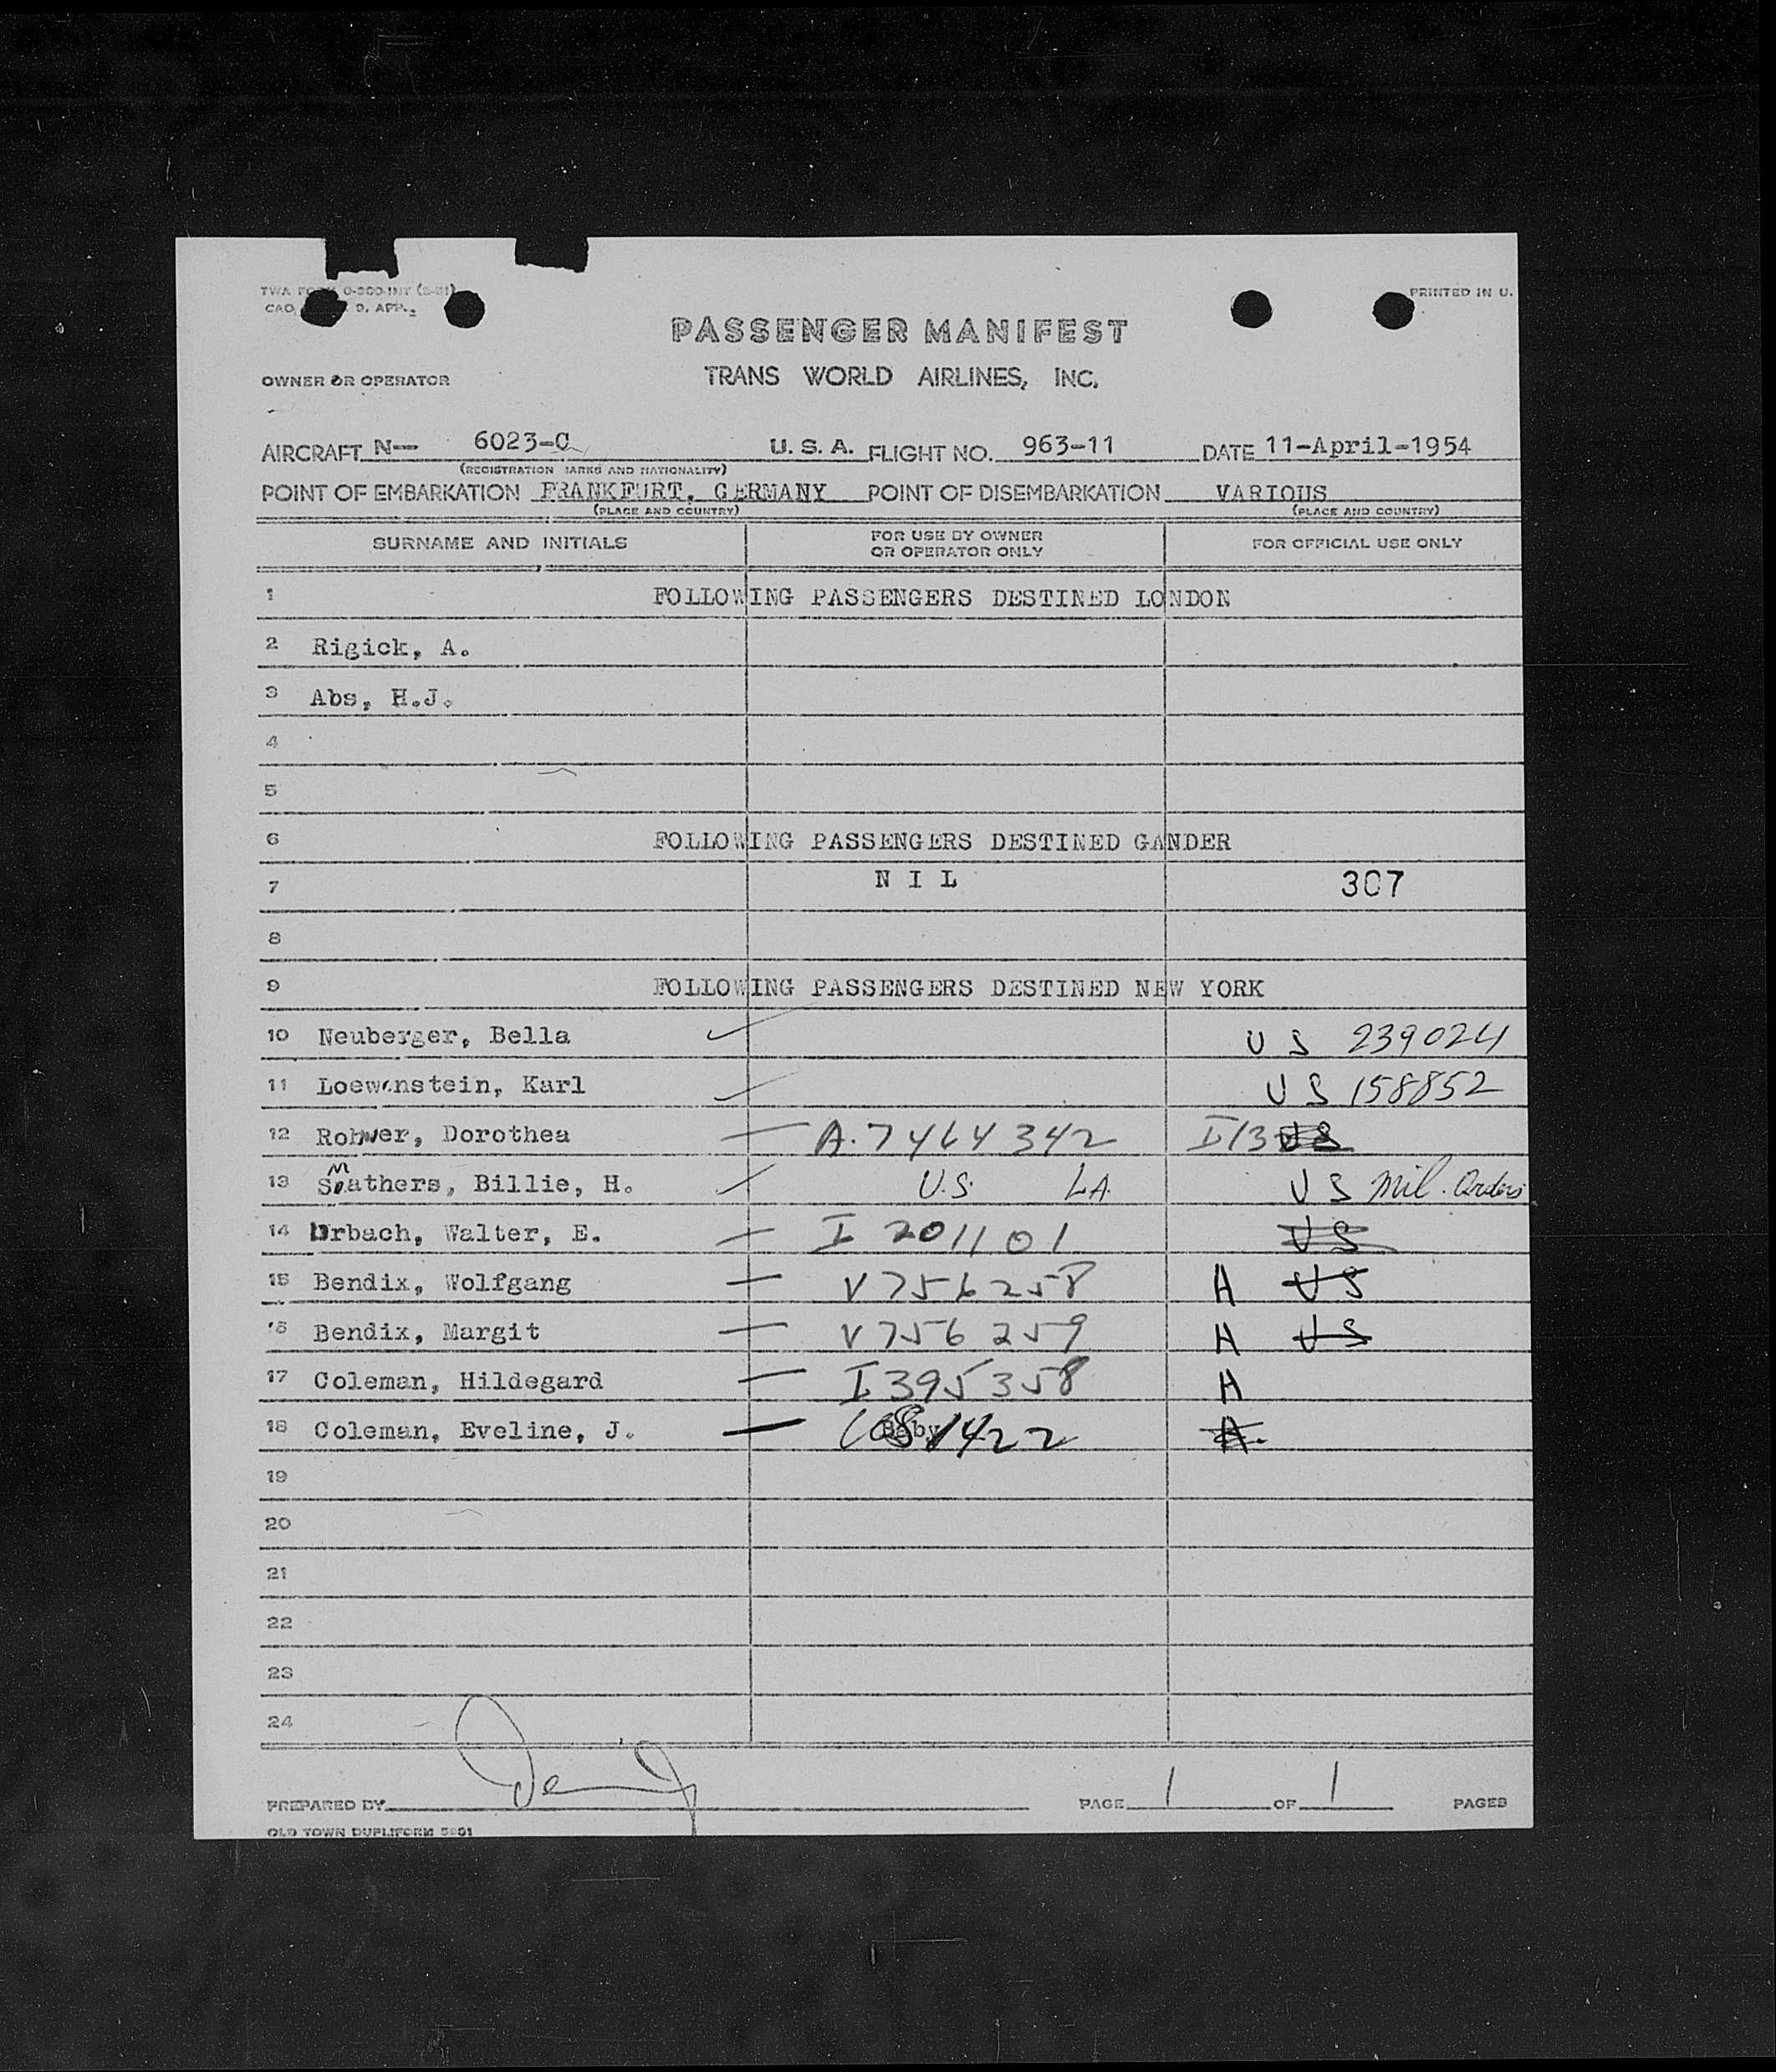 TWA FORM O-300-INT
CAO. 9. APP.
PRINTED IN U.
PASSENGER MANIFEST
OWNER OR OPERATOR TRANS WORLD AIRLINES, INC.
AIRCRAFT N— 6023-C U. S. A. FLIGHT NO. 963-11 DATE 11-April-1954
(REGISTRATION MARKS AND NATIONALITY)
POINT OF EMBARKATION FRANKFURT, GERMANY POINT OF DISEMBARKATION VARIOUS
(PLACE AND COUNTRY) (PLACE AND COUNTRY)
SURNAME AND INITIALS FOR USE BY OWNER OR OPERATOR ONLY FOR OFFICIAL USE ONLY
1 FOLLOWING PASSENGERS DESTINED LONDON
2 Rigick, A.
3 Abs, H.J.
4
5
6 FOLLOWING PASSENGERS DESTINED GANDER
7 N I L 307
8
9 FOLLOWING PASSENGERS DESTINED NEW YORK
10 Neuberger, Bella US 239024
11 Loewenstein, Karl US 158852
12 Rohwer, Dorothea A.7464342 I 13 US
13 Smathers, Billie, H. U.S. LA. US Mil. Orders
14 Urbach, Walter, E. I 201101 US
15 Bendix, Wolfgang V756258 A US
16 Bendix, Margit V756259 A US
17 Coleman, Hildegard I 395358 A
18 Coleman, Eveline, J. Baby 1422 A.
19
20
21
22
23
24
PREPARED BY PAGE 1 OF 1 PAGES
OLD TOWN DUPLIFORM 5801